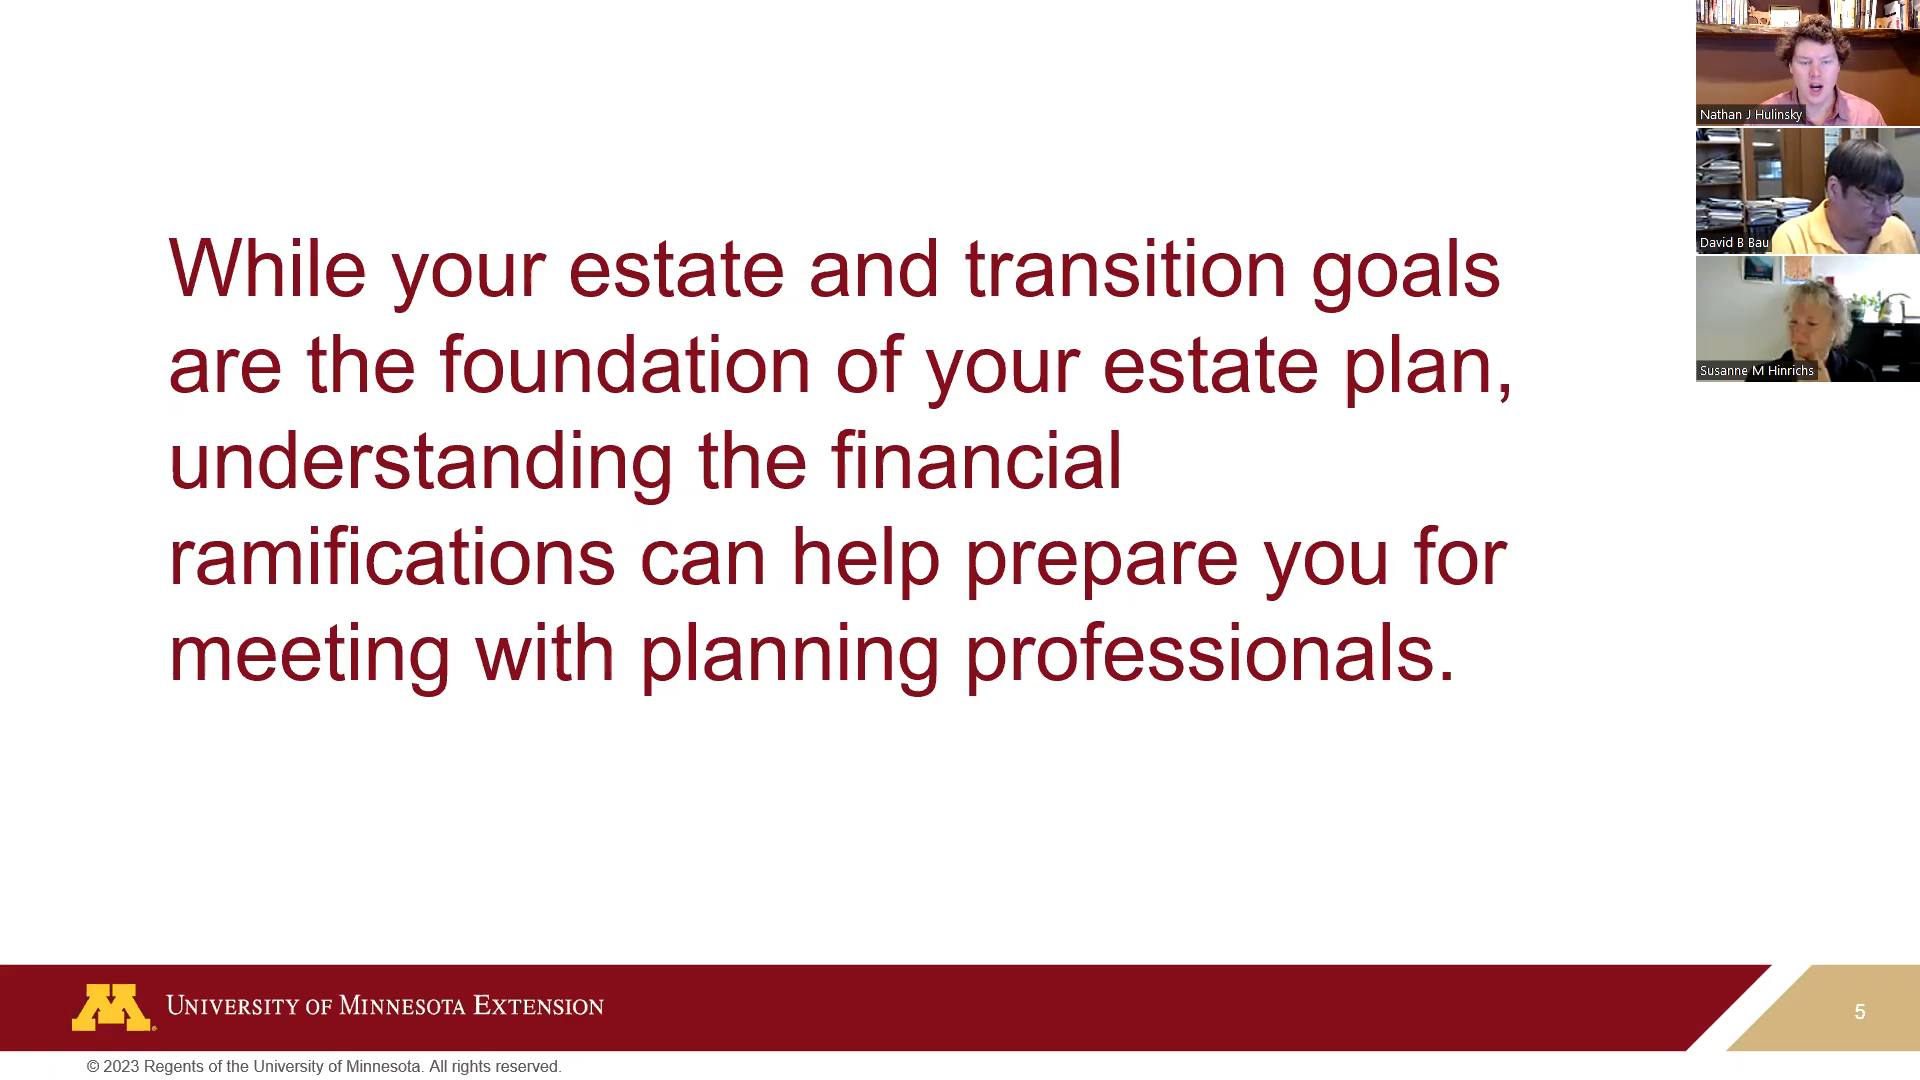 While your estate and transition goals
are the foundation of your estate plan,
understanding the financial
ramifications can help prepare you for
meeting with planning professionals.
Nathan J Hulinsky
David B Bau
Susanne M Hinrichs
M
UNIVERSITY OF MINNESOTA EXTENSION
5
© 2023 Regents of the University of Minnesota. All rights reserved.